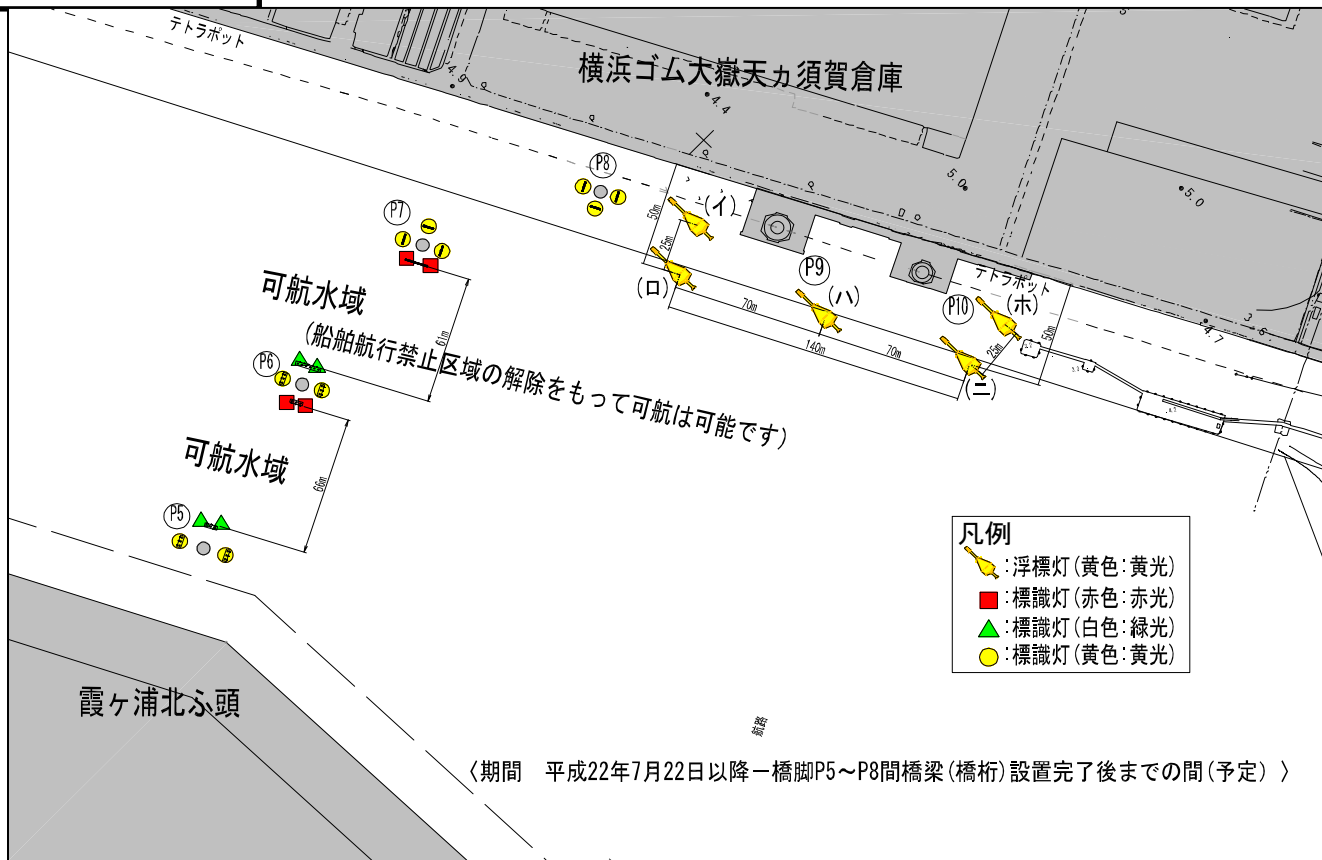 テトラポット
横浜ゴム大嶽天ヵ須賀倉庫
4.9
4.4
5.0
5.0
P8
(イ)
50m
25m
P7
(ロ)
P9
(ハ)
テトラポット
P10
(ホ)
50m
25m
4.7
3.6
70m
140m
70m
(ニ)
可航水域
(船舶航行禁止区域の解除をもって可航は可能です)
61m
P6
可航水域
66m
P5
凡例
:浮標灯(黄色:黄光)
:標識灯(赤色:赤光)
:標識灯(白色:緑光)
:標識灯(黄色:黄光)
霞ヶ浦北ふ頭
航路
〈期間　平成22年7月22日以降ー橋脚P5～P8間橋梁(橋桁)設置完了後までの間(予定) 〉